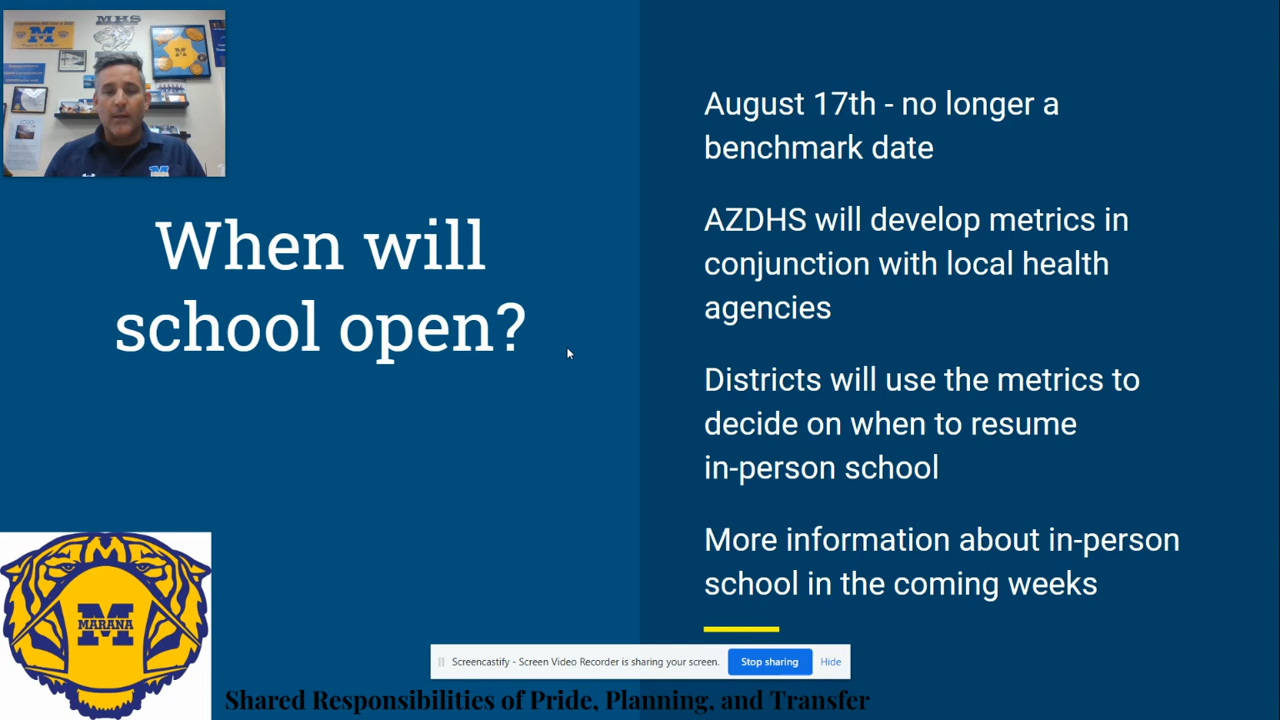 MHS
M
M
M
When will
school open?
August 17th - no longer a
benchmark date
AZDHS will develop metrics in
conjunction with local health
agencies
Districts will use the metrics to
decide on when to resume
in-person school
More information about in-person
school in the coming weeks
M
MARANA
Screencastify - Screen Video Recorder is sharing your screen.
Stop sharing
Hide
Shared Responsibilities of Pride, Planning, and Transfer